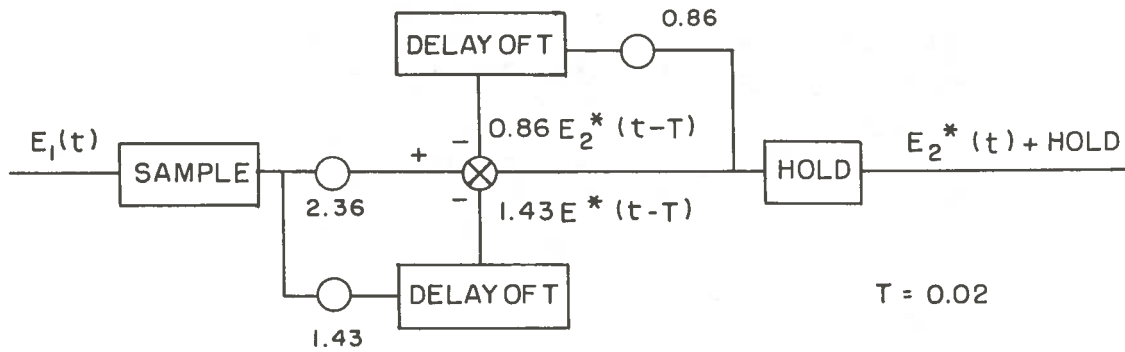 0.86
DELAY OF T
0.86 E₂* (t-T)
E₁(t)
SAMPLE
+
-
-
HOLD
E₂* (t) + HOLD
2.36
1.43 E* (t-T)
DELAY OF T
1.43
T = 0.02